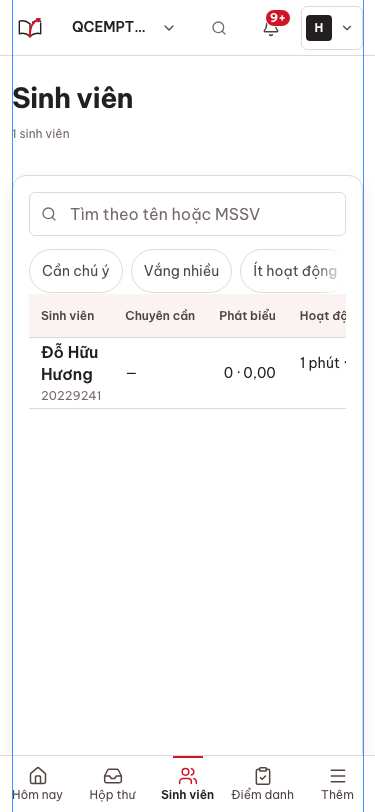 QCEMPT...
9+
H
Sinh viên
1 sinh viên
Tìm theo tên hoặc MSSV
Cần chú ý
Vắng nhiều
Ít hoạt động
Sinh viên Chuyên cần Phát biểu Hoạt độ
Đỗ Hữu
Hương
20229241
— 0 · 0,00 1 phút ·
Hôm nay Hộp thư Sinh viên Điểm danh Thêm